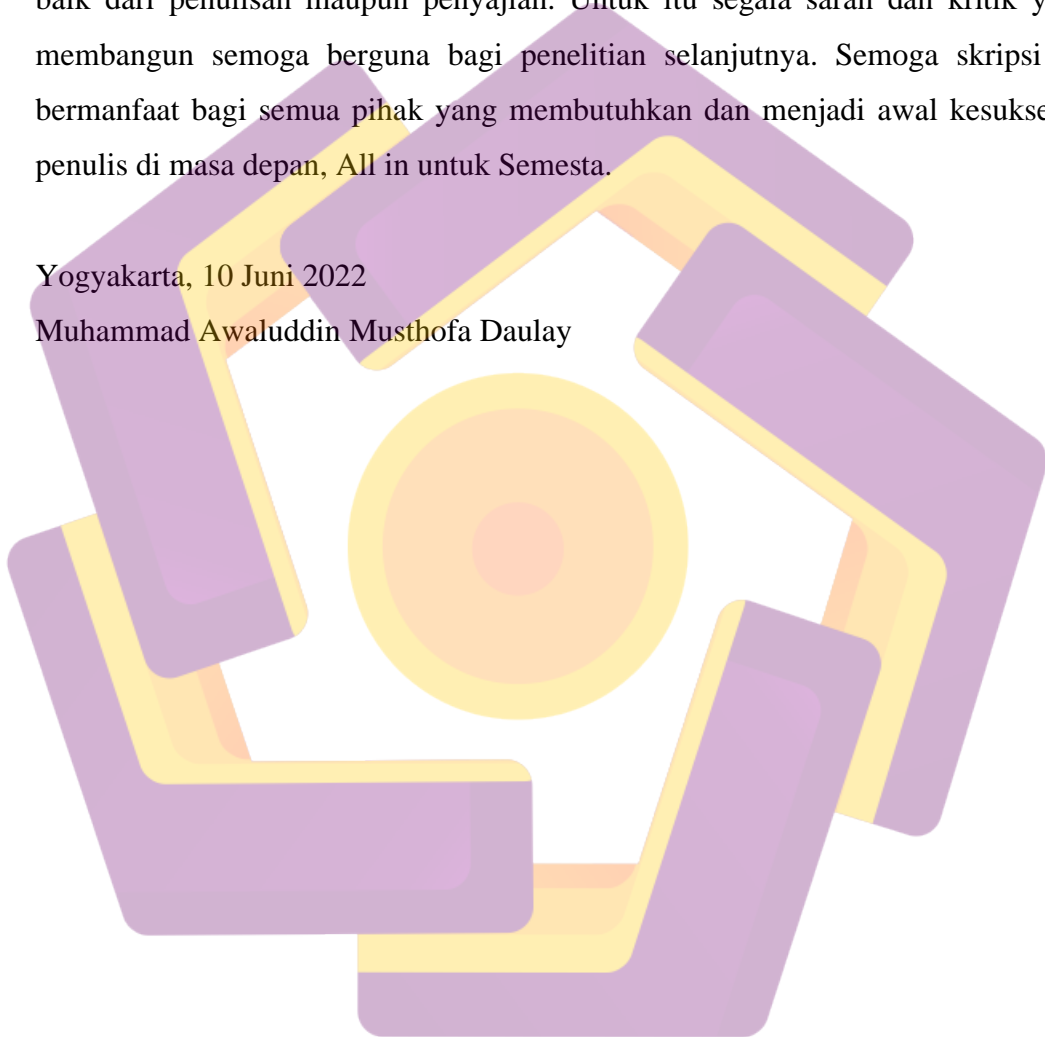 baik dari penulisan maupun penyajian. Untuk itu segala saran dan kritik y
membangun semoga berguna bagi penelitian selanjutnya. Semoga skripsi
bermanfaat bagi semua pihak yang membutuhkan dan menjadi awal kesukse
penulis di masa depan, All in untuk Semesta.
Yogyakarta, 10 Juni 2022
Muhammad Awaluddin Musthofa Daulay